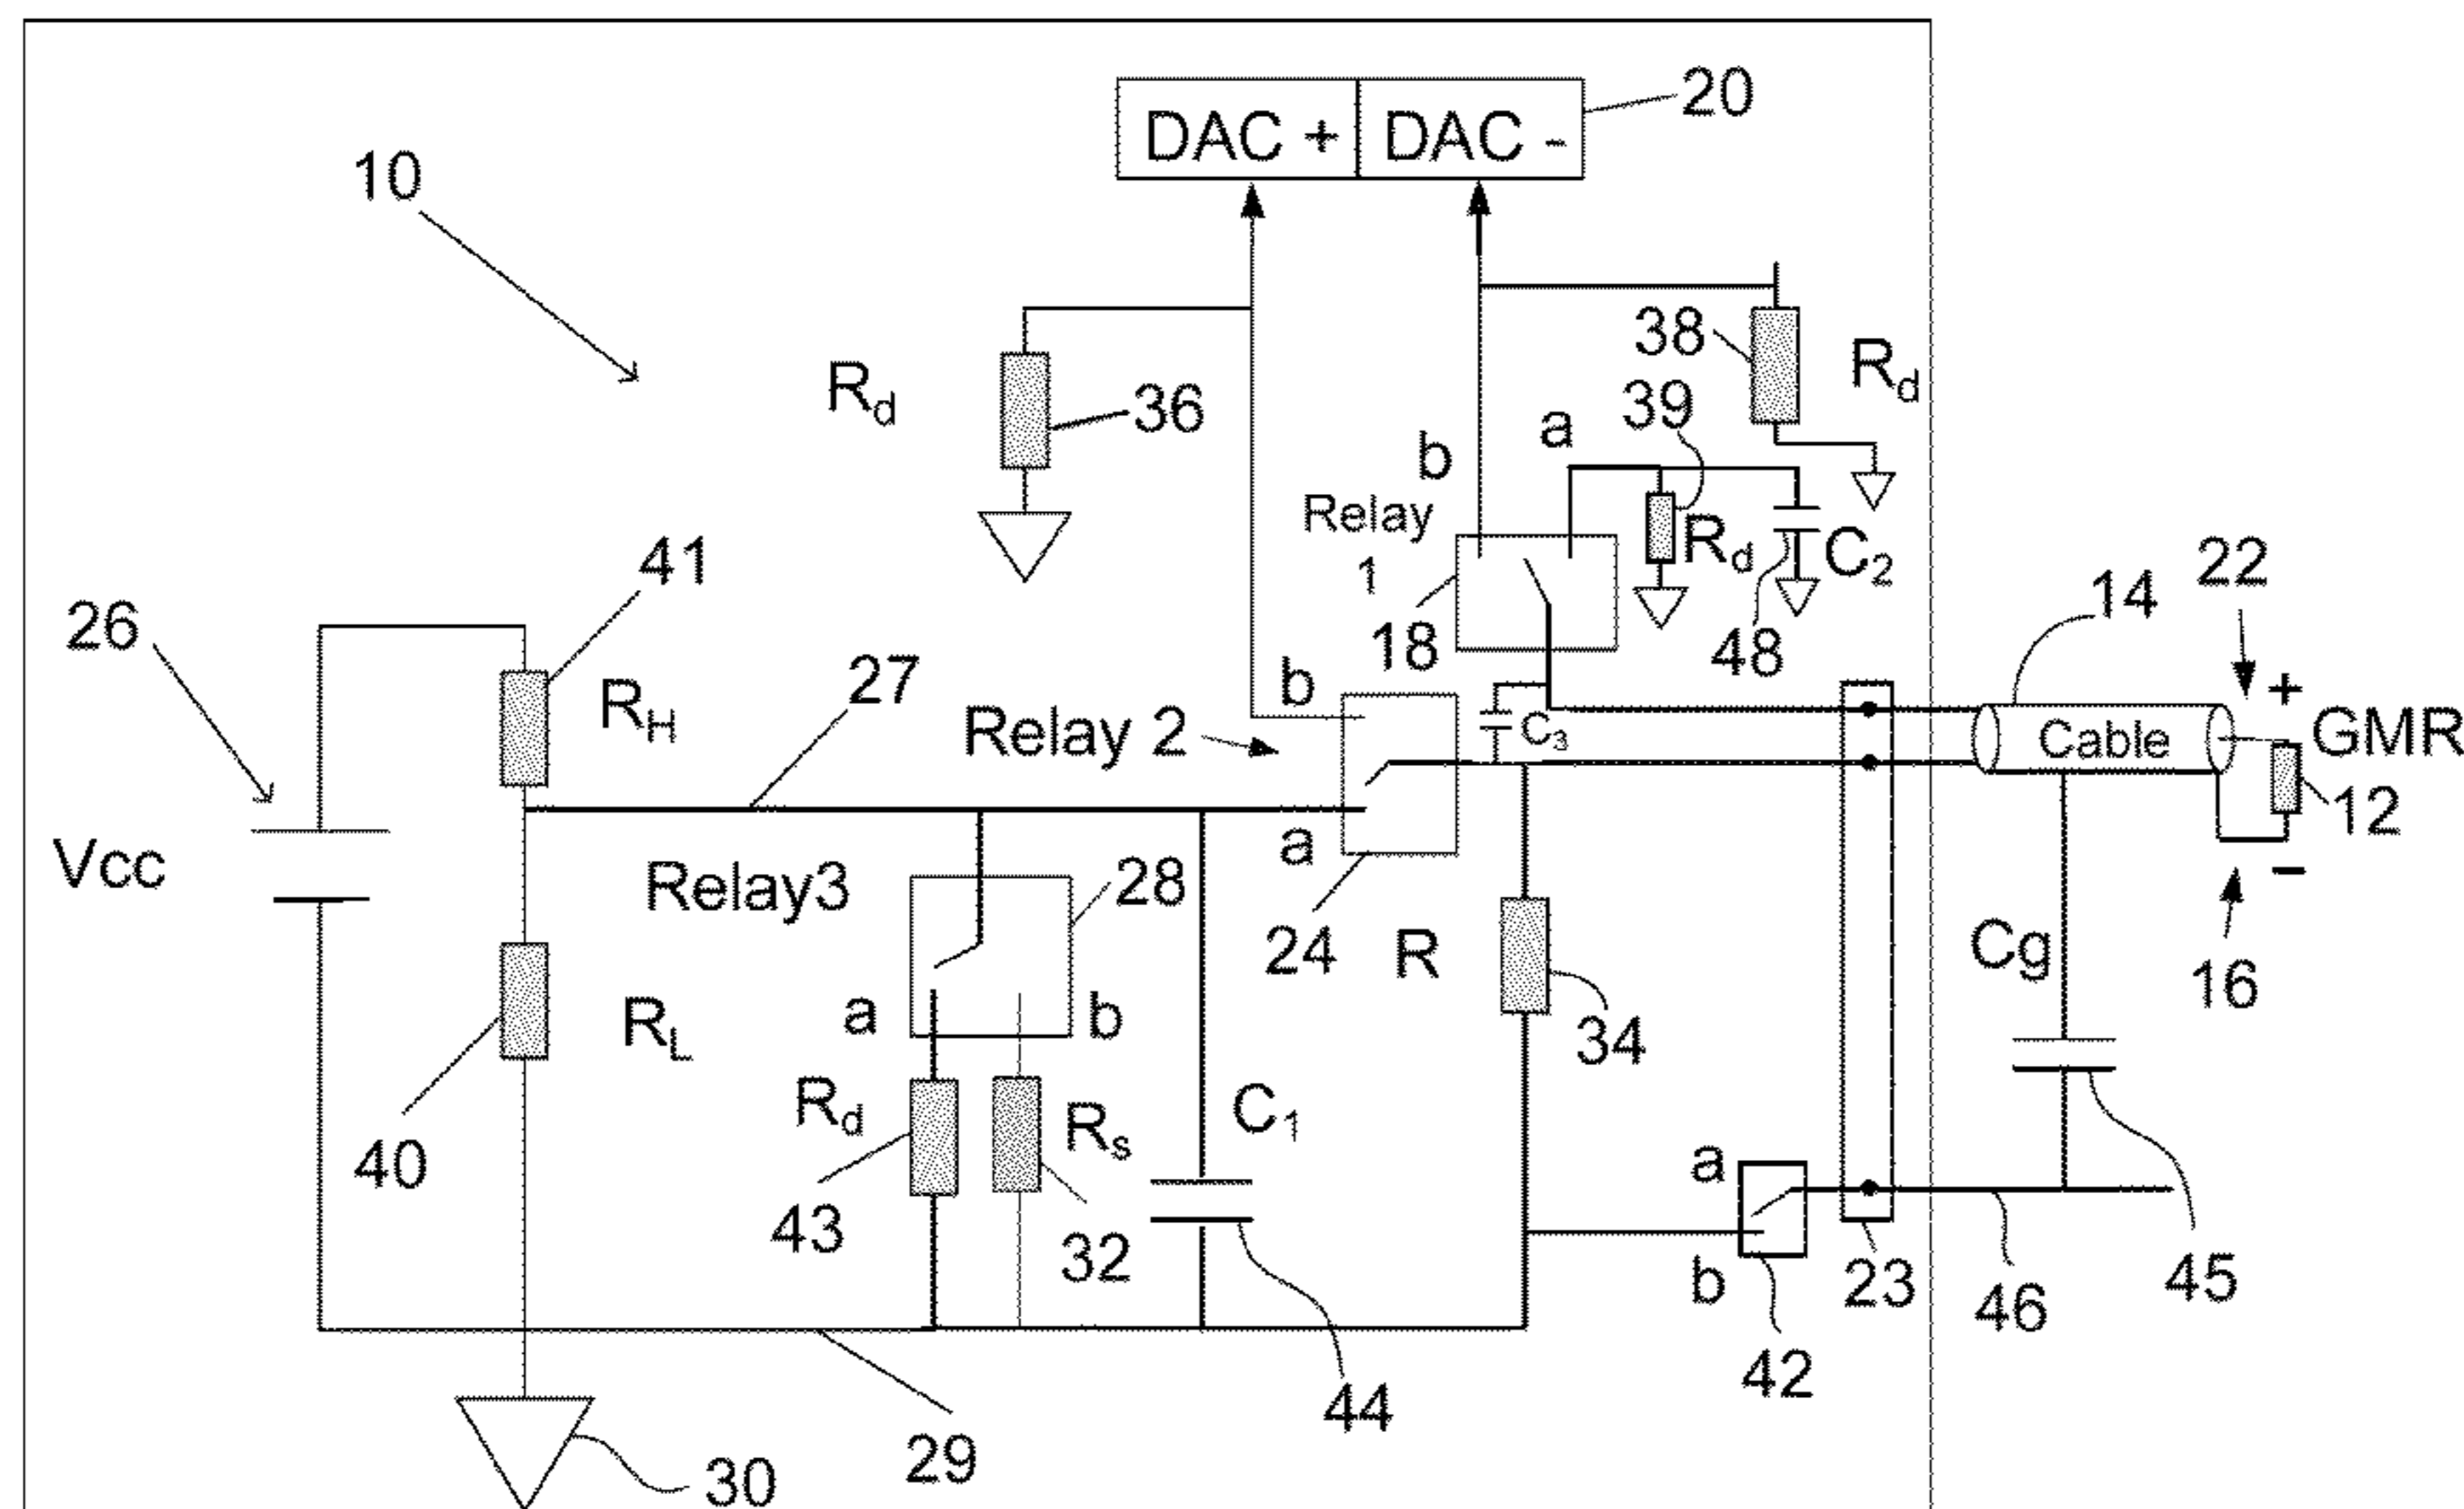 DAC + DAC -
20
10
38
Rd
Rd
36
39
a
b
Relay
1
Rd
C2
22
41
14
26
18
48
27
b
+
RH
Relay 2
C3
Cable
GMR
12
Vcc
a
−
Relay3
28
24
R
Cg
16
RL
a
b
34
40
Rd
Rs
C1
a
43
32
b
23
46
45
42
44
29
30